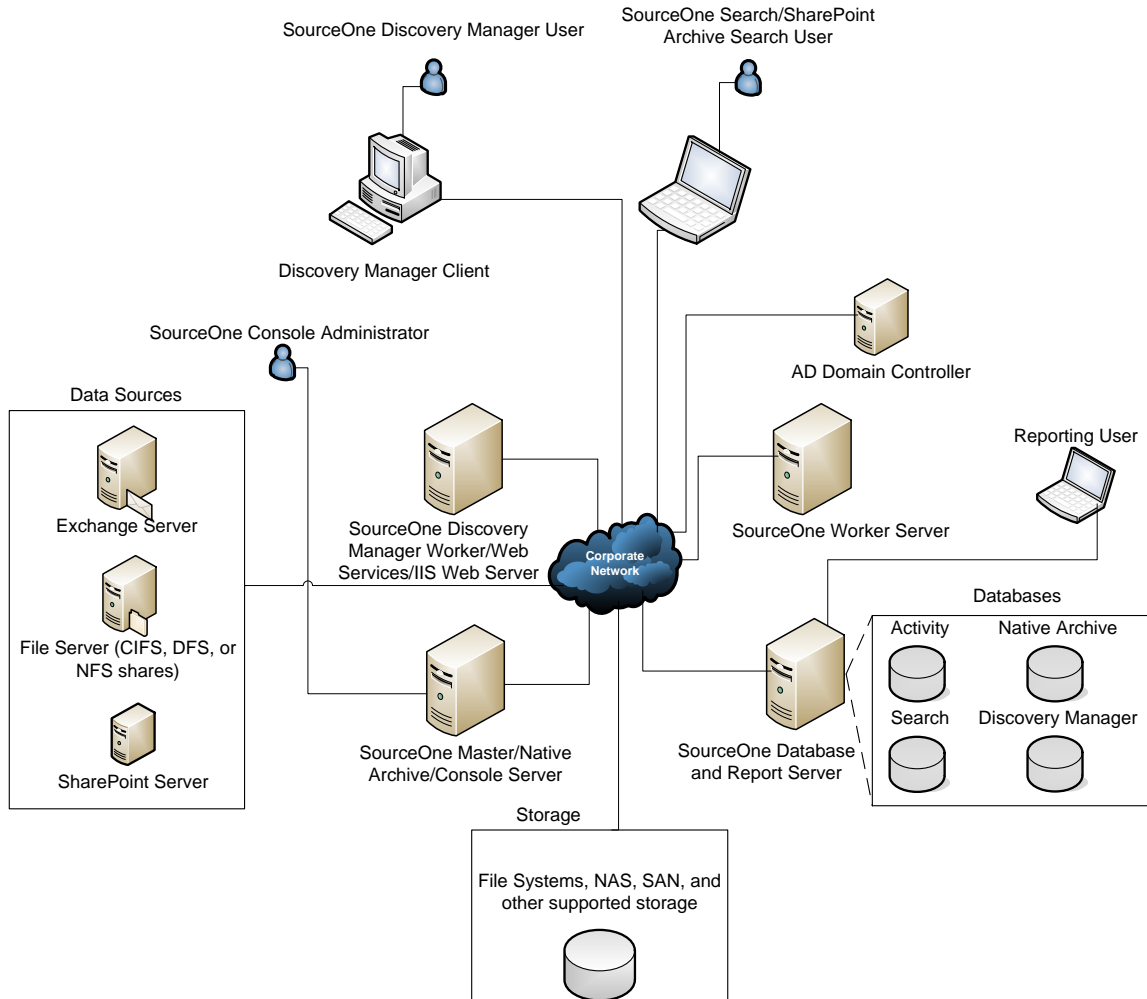 SourceOne Discovery Manager User
SourceOne Search/SharePoint
Archive Search User
Discovery Manager Client
SourceOne Console Administrator
AD Domain Controller
Data Sources
Exchange Server
File Server (CIFS, DFS, or
NFS shares)
SharePoint Server
SourceOne Discovery
Manager Worker/Web
Services/IIS Web Server
Corporate
Network
SourceOne Worker Server
Reporting User
SourceOne Master/Native
Archive/Console Server
SourceOne Database
and Report Server
Databases
Activity
Native Archive
Search
Discovery Manager
Storage
File Systems, NAS, SAN, and
other supported storage